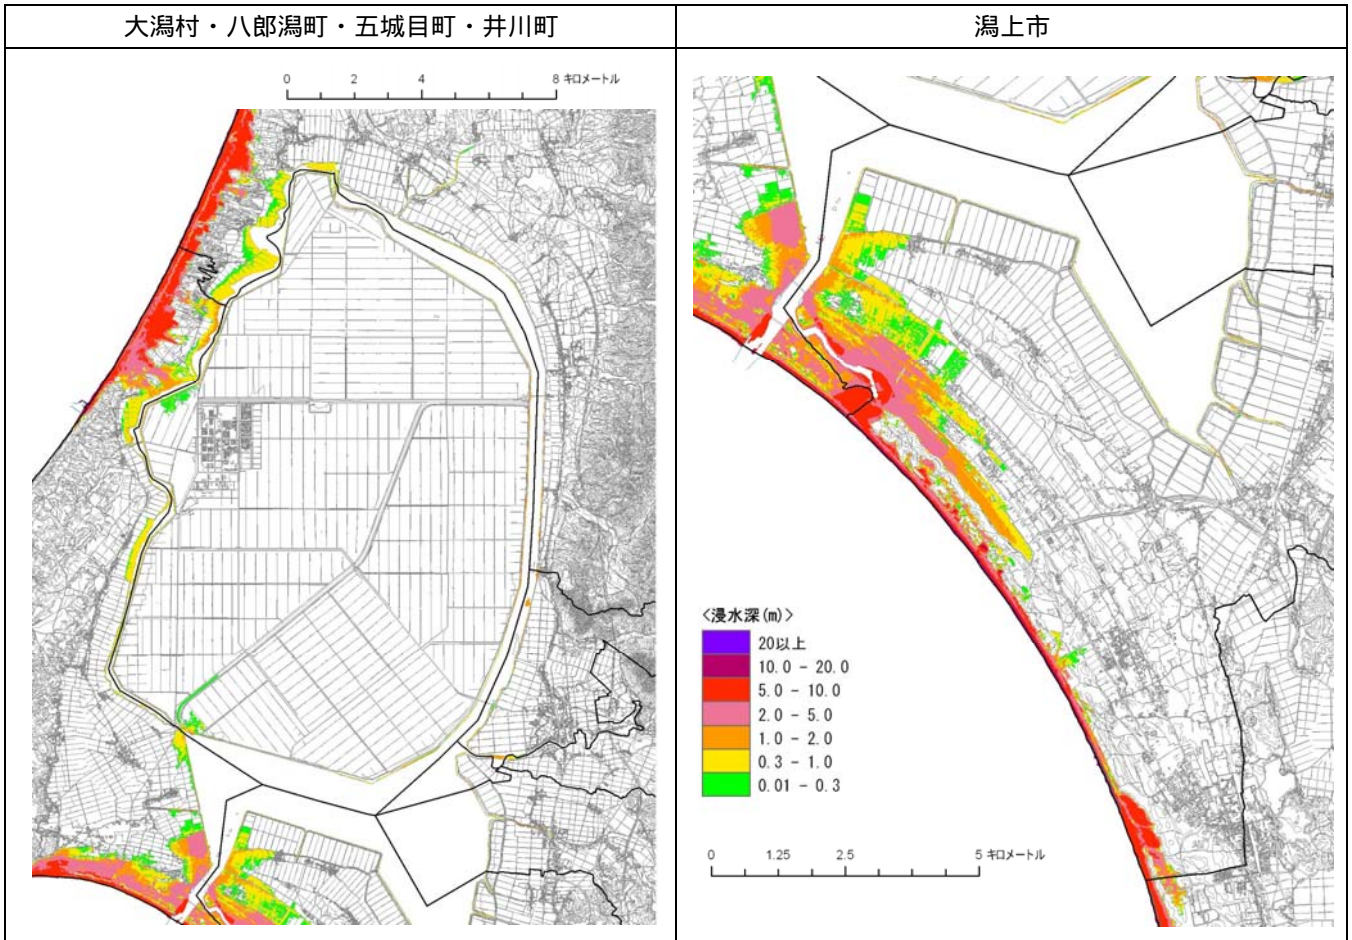 大潟村・八郎潟町・五城目町・井川町
潟上市
0 2 4 8 キロメートル
<浸水深(m)>
20以上
10.0 - 20.0
5.0 - 10.0
2.0 - 5.0
1.0 - 2.0
0.3 - 1.0
0.01 - 0.3
0 1.25 2.5 5 キロメートル